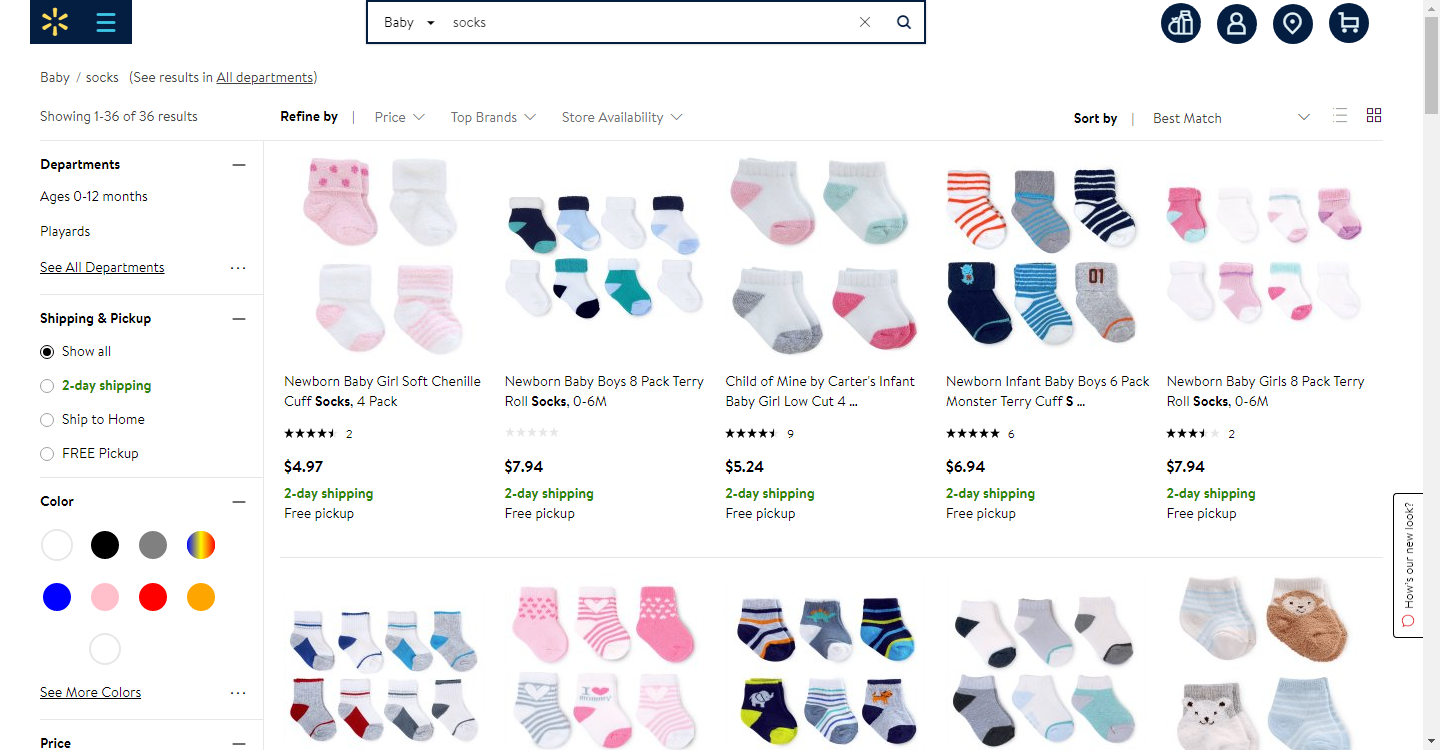 Baby socks
Baby / socks (See results in All departments)
Showing 1-36 of 36 results
Refine by | Price Top Brands Store Availability
Sort by | Best Match
Departments
Ages 0-12 months
Playards
See All Departments ...
Shipping & Pickup
Show all
2-day shipping
Ship to Home
FREE Pickup
Color
See More Colors ...
Price
01
Newborn Baby Girl Soft Chenille
Cuff Socks, 4 Pack
2
$4.97
2-day shipping
Free pickup
Newborn Baby Boys 8 Pack Terry
Roll Socks, 0-6M
$7.94
2-day shipping
Free pickup
Child of Mine by Carter's Infant
Baby Girl Low Cut 4 ...
9
$5.24
2-day shipping
Free pickup
Newborn Infant Baby Boys 6 Pack
Monster Terry Cuff S ...
6
$6.94
2-day shipping
Free pickup
Newborn Baby Girls 8 Pack Terry
Roll Socks, 0-6M
2
$7.94
2-day shipping
Free pickup
I
mommy
How's our new look?